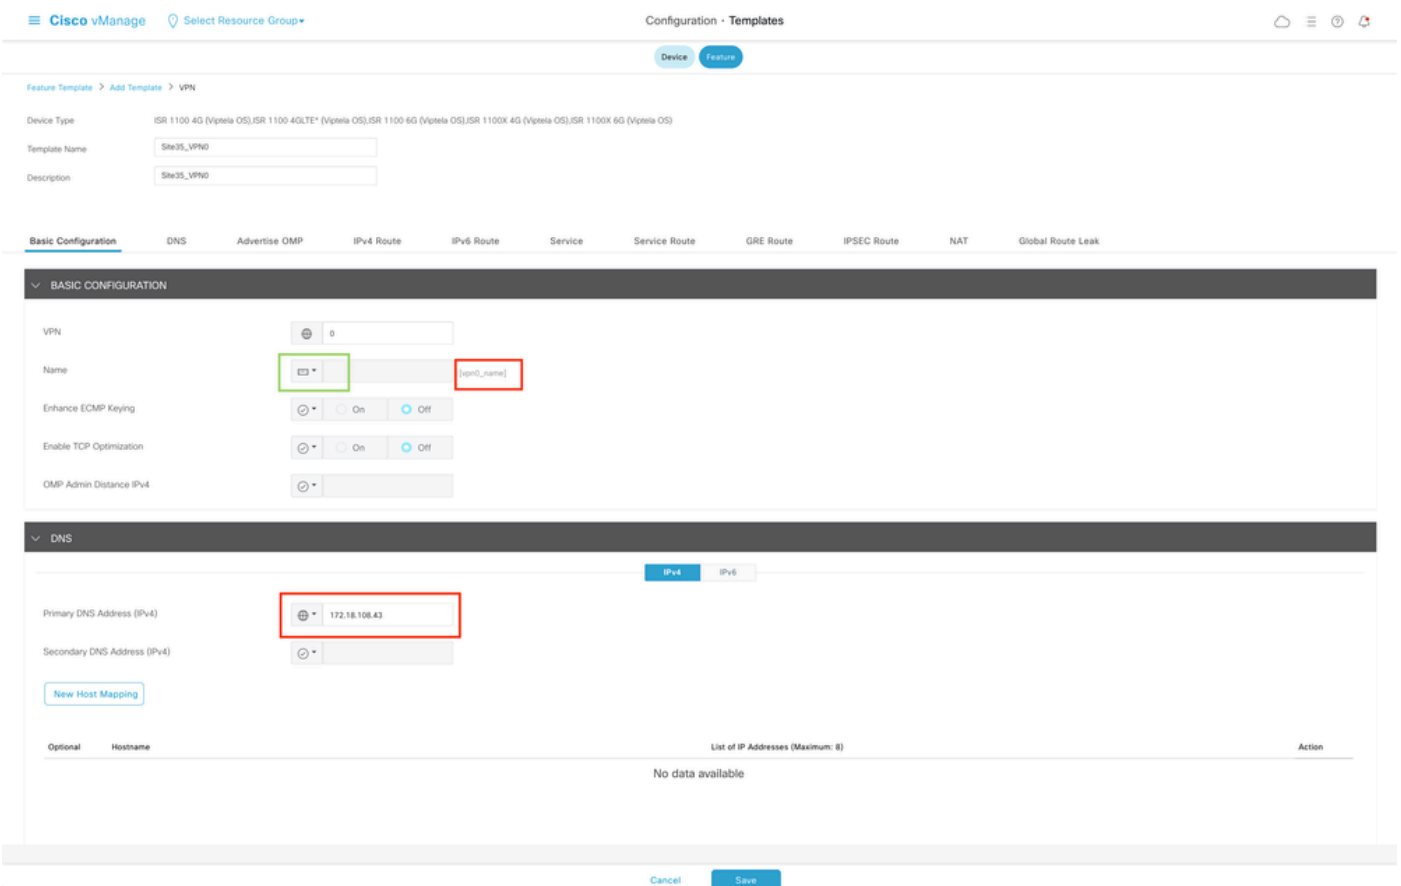 Cisco vManage Select Resource Group Configuration · Templates
Device Feature
Feature Template > Add Template > VPN
Device Type ISR 1100 4G (Viptela OS),ISR 1100 4GLTE* (Viptela OS),ISR 1100 6G (Viptela OS),ISR 1100X 4G (Viptela OS),ISR 1100X 6G (Viptela OS)
Template Name Site35_VPN0
Description Site35_VPN0
Basic Configuration DNS Advertise OMP IPv4 Route IPv6 Route Service Service Route GRE Route IPSEC Route NAT Global Route Leak
BASIC CONFIGURATION
VPN 0
Name [vpn0_name]
Enhance ECMP Keying On Off
Enable TCP Optimization On Off
OMP Admin Distance IPv4
DNS
IPv4 IPv6
Primary DNS Address (IPv4) 172.18.108.43
Secondary DNS Address (IPv4)
New Host Mapping
Optional Hostname List of IP Addresses (Maximum: 8) Action
No data available
Cancel Save